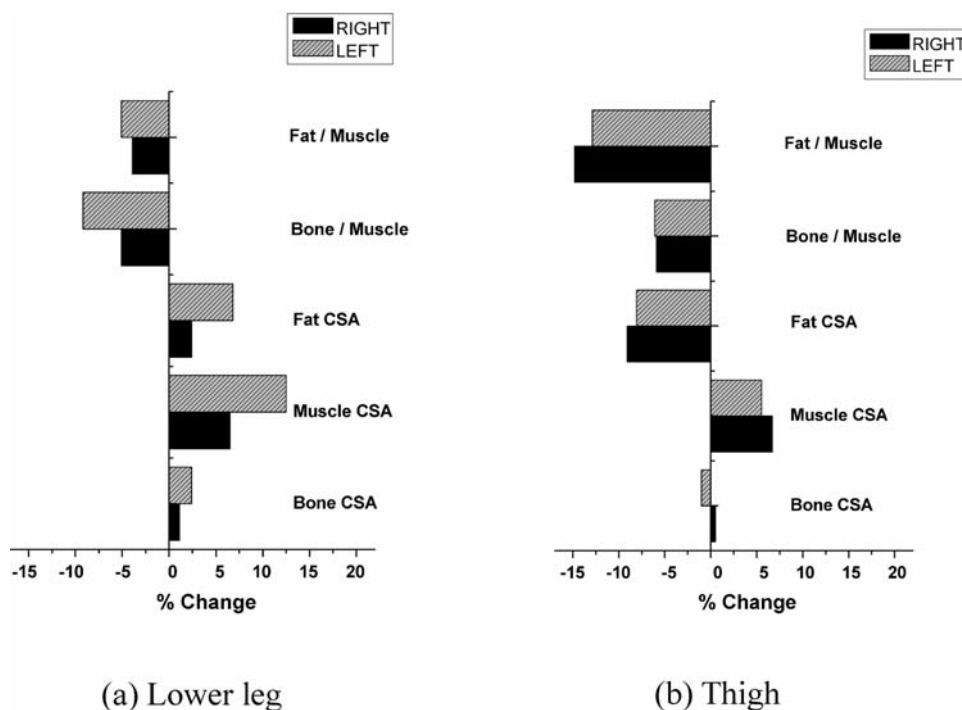 RIGHT
LEFT
Fat / Muscle
Bone / Muscle
Fat CSA
Muscle CSA
Bone CSA
-15 -10 -5 0 5 10 15 20
% Change
(a) Lower leg
RIGHT
LEFT
Fat / Muscle
Bone / Muscle
Fat CSA
Muscle CSA
Bone CSA
-15 -10 -5 0 5 10 15 20
% Change
(b) Thigh